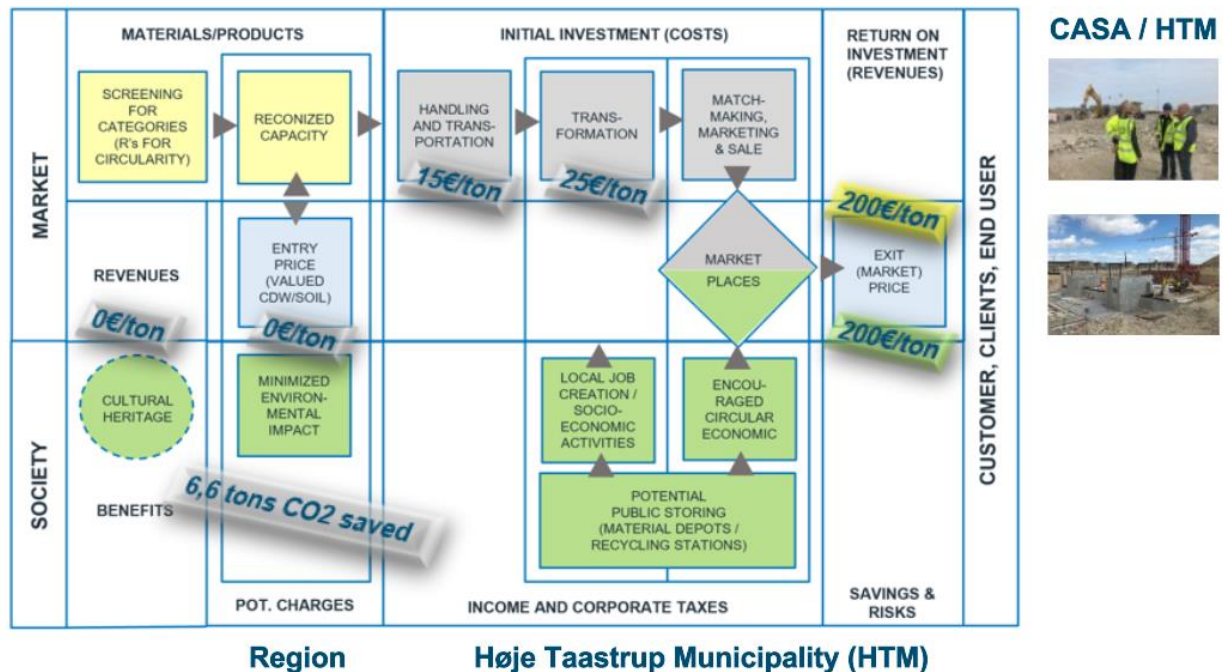 MATERIALS/PRODUCTS
INITIAL INVESTMENT (COSTS)
RETURN ON
INVESTMENT
(REVENUES)
CASA / HTM
MARKET
SCREENING
FOR
CATEGORIES
(R's FOR
CIRCULARITY)
RECONIZED
CAPACITY
HANDLING
AND TRANS-
PORTATION
TRANS-
FORMATION
MATCH-
MAKING,
MARKETING
& SALE
15€/ton
25€/ton
200€/ton
REVENUES
ENTRY
PRICE
(VALUED
CDW/SOIL)
MARKET
PLACES
EXIT
(MARKET)
PRICE
0€/ton
0€/ton
200€/ton
CUSTOMER, CLIENTS, END USER
SOCIETY
CULTURAL
HERITAGE
MINIMIZED
ENVIRON-
MENTAL
IMPACT
LOCAL JOB
CREATION /
SOCIO-
ECONOMIC
ACTIVITIES
ENCOU-
RAGED
CIRCULAR
ECONOMIC
BENEFITS
6,6 tons CO2 saved
POTENTIAL
PUBLIC STORING
(MATERIAL DEPOTS /
RECYCLING STATIONS)
POT. CHARGES
INCOME AND CORPORATE TAXES
SAVINGS &
RISKS
Region
Høje Taastrup Municipality (HTM)